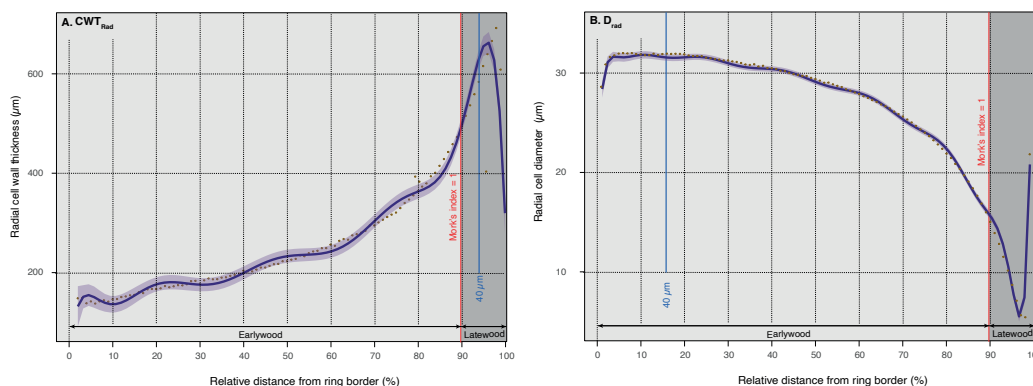 A. CWT Rad
Radial cell wall thickness (µm)
600
400
200
Mork's index = 1
40 µm
Earlywood
Latewood
0 10 20 30 40 50 60 70 80 90 100
Relative distance from ring border (%)
B. D rad
Radial cell diameter (µm)
30
20
10
40 µm
Mork's index = 1
Earlywood
Latewood
0 10 20 30 40 50 60 70 80 90 100
Relative distance from ring border (%)